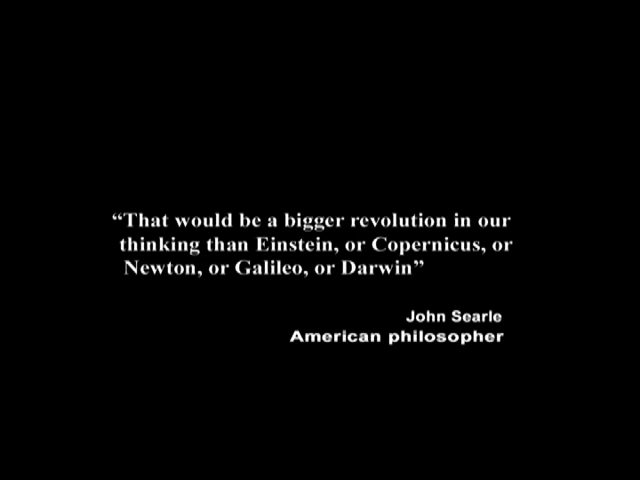 “That would be a bigger revolution in our
thinking than Einstein, or Copernicus, or
Newton, or Galileo, or Darwin”
John Searle
American philosopher